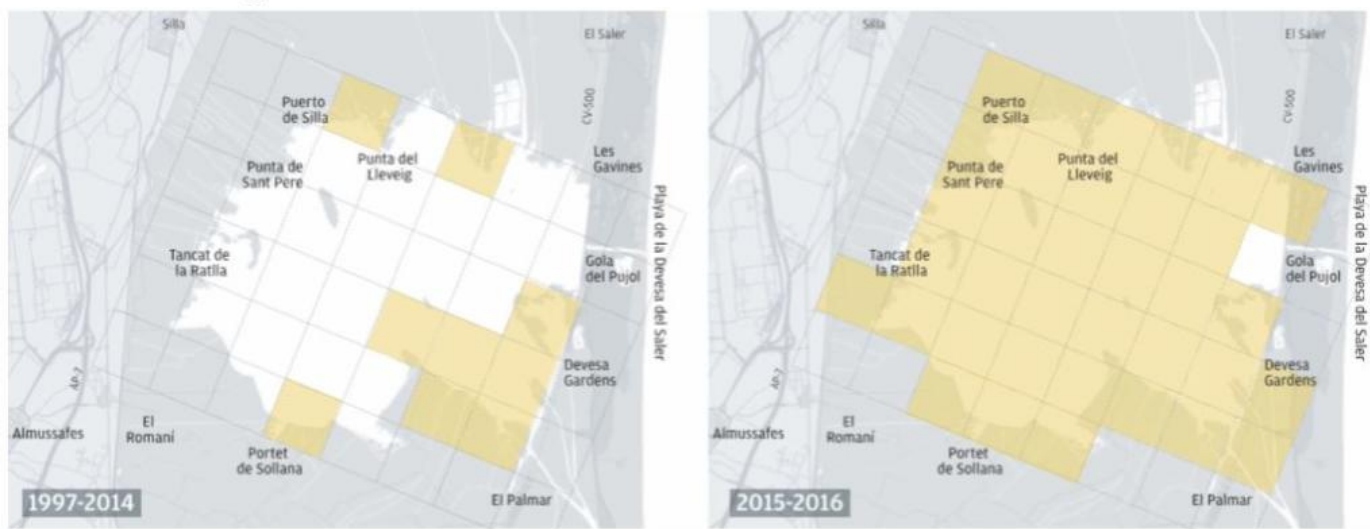 Silla
El Saler
Puerto
de Silla
CV-500
Punta de
Sant Pere
Punta del
Lleveig
Les
Gavines
Playa de la Devesa del Saler
Tancat de
la Ratlla
Gola
del Pujol
AP-7
Devesa
Gardens
Almussafes
El
Romaní
Portet
de Sollana
El Palmar
1997-2014
Silla
El Saler
Puerto
de Silla
CV-500
Punta de
Sant Pere
Punta del
Lleveig
Les
Gavines
Playa de la Devesa del Saler
Tancat de
la Ratlla
Gola
del Pujol
AP-7
Devesa
Gardens
Almussafes
El
Romaní
Portet
de Sollana
El Palmar
2015-2016